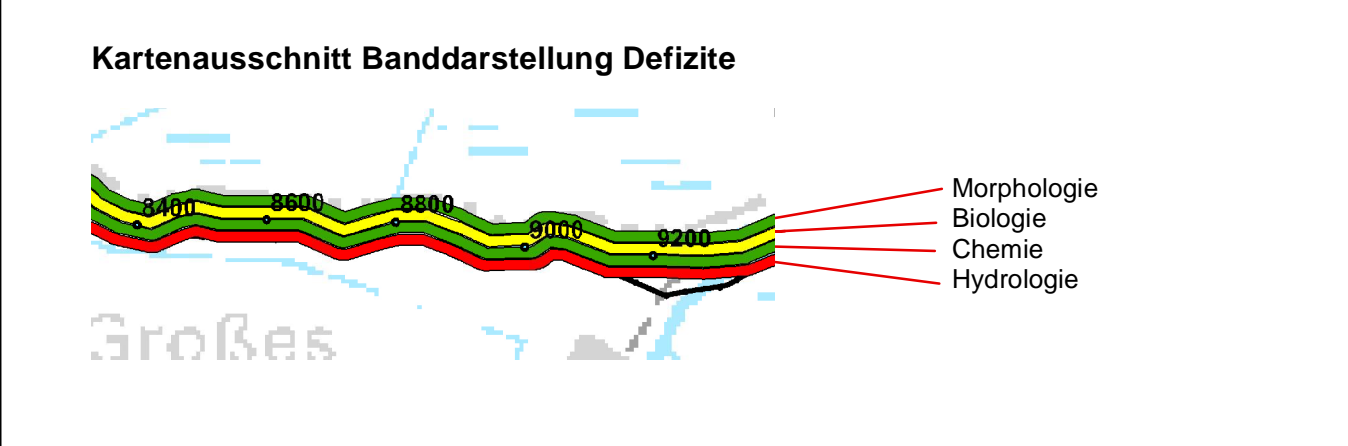 Kartenausschnitt Banddarstellung Defizite
8400
8600
8800
9000
9200
Morphologie
Biologie
Chemie
Hydrologie
Großes